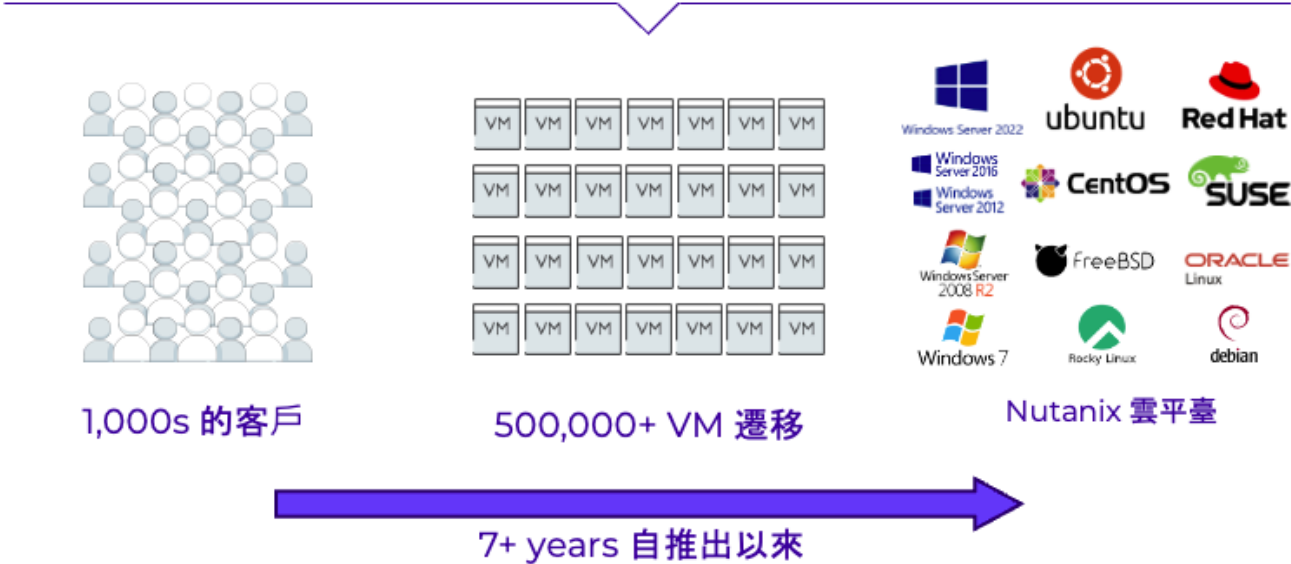 VM VM VM VM VM VM VM
VM VM VM VM VM VM VM
VM VM VM VM VM VM VM
VM VM VM VM VM VM VM
Windows Server 2022
ubuntu
Red Hat
Windows
Server 2016
Windows
Server 2012
CentOS
SUSE
Windows Server
2008 R2
FreeBSD
ORACLE
Linux
Windows 7
Rocky Linux
debian
1,000s 的客戶
500,000+ VM 遷移
Nutanix 雲平臺
7+ years 自推出以來